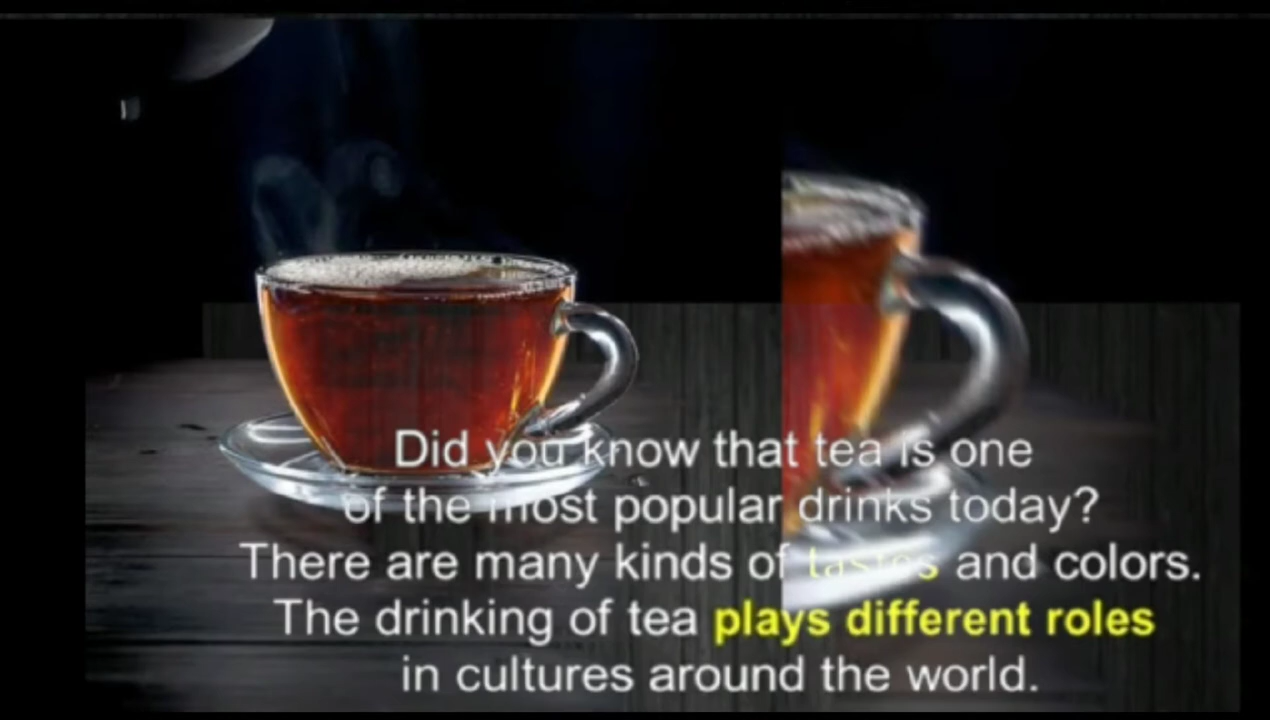 Did you know that tea is one
of the most popular drinks today?
There are many kinds of tastes and colors.
The drinking of tea plays different roles
in cultures around the world.